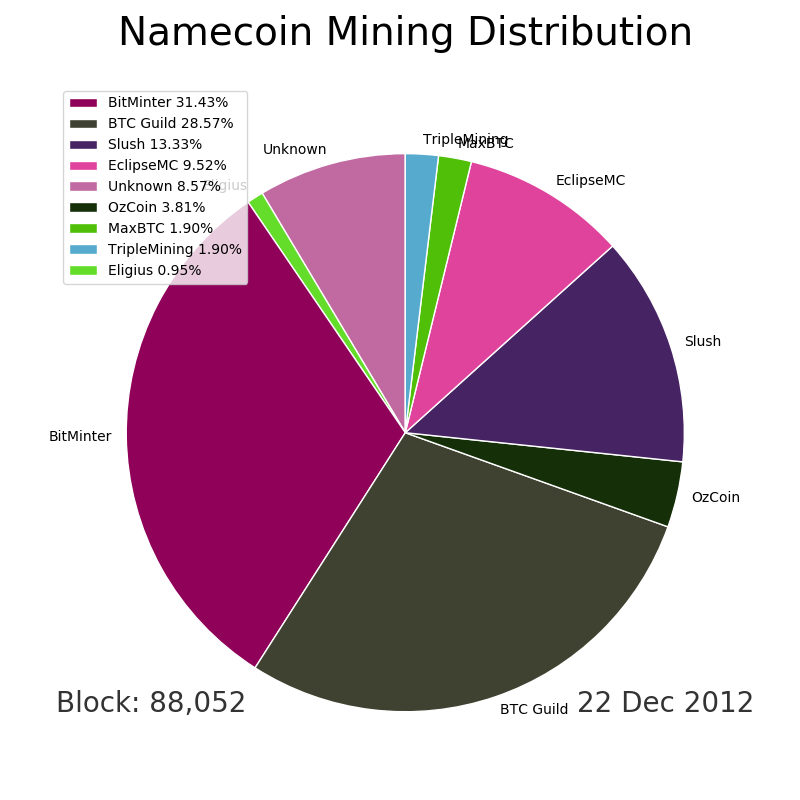 Namecoin Mining Distribution
BitMinter 31.43%
BTC Guild 28.57%
Slush 13.33%
EclipseMC 9.52%
Unknown 8.57%
OzCoin 3.81%
MaxBTC 1.90%
TripleMining 1.90%
Eligius 0.95%
Unknown
Eligius
TripleMining
MaxBTC
EclipseMC
Slush
BitMinter
OzCoin
BTC Guild
Block: 88,052
22 Dec 2012